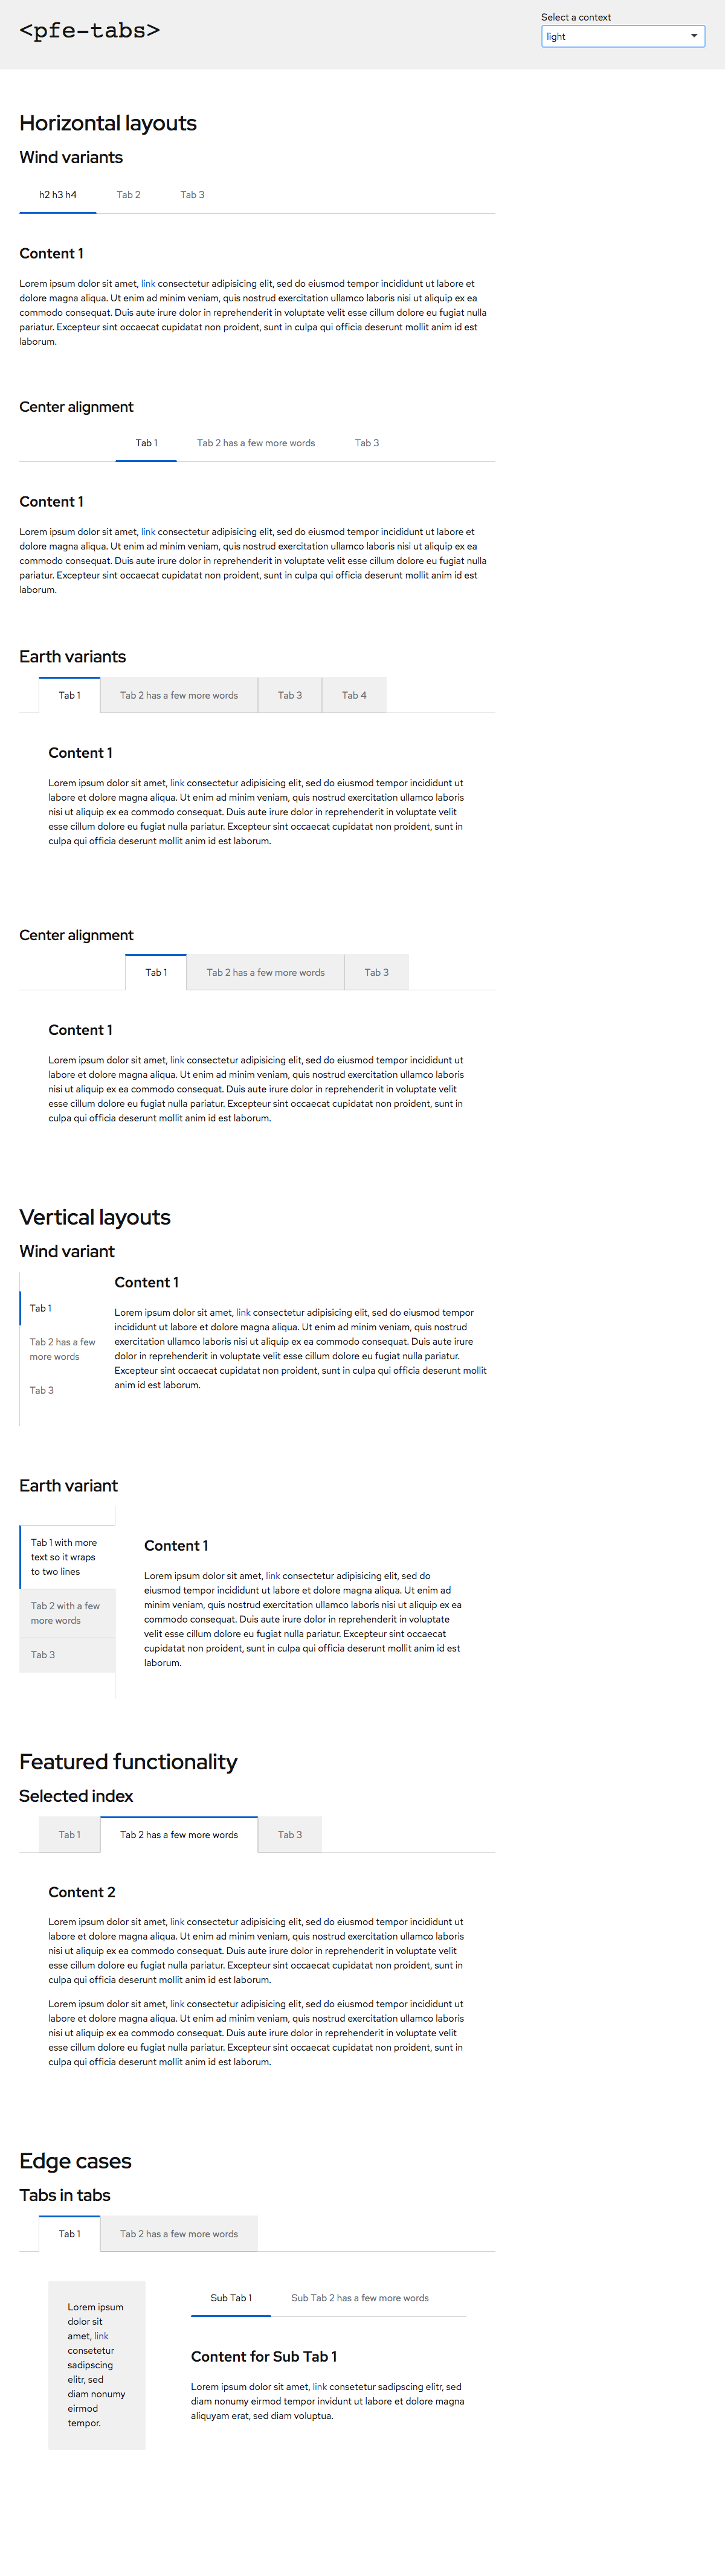 <pfe-tabs>
Select a context
light
Horizontal layouts
Wind variants
h2 h3 h4 Tab 2 Tab 3
Content 1
Lorem ipsum dolor sit amet, link consectetur adipisicing elit, sed do eiusmod tempor incididunt ut labore et
dolore magna aliqua. Ut enim ad minim veniam, quis nostrud exercitation ullamco laboris nisi ut aliquip ex ea
commodo consequat. Duis aute irure dolor in reprehenderit in voluptate velit esse cillum dolore eu fugiat nulla
pariatur. Excepteur sint occaecat cupidatat non proident, sunt in culpa qui officia deserunt mollit anim id est
laborum.
Center alignment
Tab 1 Tab 2 has a few more words Tab 3
Content 1
Lorem ipsum dolor sit amet, link consectetur adipisicing elit, sed do eiusmod tempor incididunt ut labore et
dolore magna aliqua. Ut enim ad minim veniam, quis nostrud exercitation ullamco laboris nisi ut aliquip ex ea
commodo consequat. Duis aute irure dolor in reprehenderit in voluptate velit esse cillum dolore eu fugiat nulla
pariatur. Excepteur sint occaecat cupidatat non proident, sunt in culpa qui officia deserunt mollit anim id est
laborum.
Earth variants
Tab 1 Tab 2 has a few more words Tab 3 Tab 4
Content 1
Lorem ipsum dolor sit amet, link consectetur adipisicing elit, sed do eiusmod tempor incididunt ut
labore et dolore magna aliqua. Ut enim ad minim veniam, quis nostrud exercitation ullamco laboris
nisi ut aliquip ex ea commodo consequat. Duis aute irure dolor in reprehenderit in voluptate velit
esse cillum dolore eu fugiat nulla pariatur. Excepteur sint occaecat cupidatat non proident, sunt in
culpa qui officia deserunt mollit anim id est laborum.
Center alignment
Tab 1 Tab 2 has a few more words Tab 3
Content 1
Lorem ipsum dolor sit amet, link consectetur adipisicing elit, sed do eiusmod tempor incididunt ut
labore et dolore magna aliqua. Ut enim ad minim veniam, quis nostrud exercitation ullamco laboris
nisi ut aliquip ex ea commodo consequat. Duis aute irure dolor in reprehenderit in voluptate velit
esse cillum dolore eu fugiat nulla pariatur. Excepteur sint occaecat cupidatat non proident, sunt in
culpa qui officia deserunt mollit anim id est laborum.
Vertical layouts
Wind variant
Tab 1
Tab 2 has a few
more words
Tab 3
Content 1
Lorem ipsum dolor sit amet, link consectetur adipisicing elit, sed do eiusmod tempor
incididunt ut labore et dolore magna aliqua. Ut enim ad minim veniam, quis nostrud
exercitation ullamco laboris nisi ut aliquip ex ea commodo consequat. Duis aute irure
dolor in reprehenderit in voluptate velit esse cillum dolore eu fugiat nulla pariatur.
Excepteur sint occaecat cupidatat non proident, sunt in culpa qui officia deserunt mollit
anim id est laborum.
Earth variant
Tab 1 with more
text so it wraps
to two lines
Tab 2 with a few
more words
Tab 3
Content 1
Lorem ipsum dolor sit amet, link consectetur adipisicing elit, sed do
eiusmod tempor incididunt ut labore et dolore magna aliqua. Ut enim ad
minim veniam, quis nostrud exercitation ullamco laboris nisi ut aliquip ex ea
commodo consequat. Duis aute irure dolor in reprehenderit in voluptate
velit esse cillum dolore eu fugiat nulla pariatur. Excepteur sint occaecat
cupidatat non proident, sunt in culpa qui officia deserunt mollit anim id est
laborum.
Featured functionality
Selected index
Tab 1 Tab 2 has a few more words Tab 3
Content 2
Lorem ipsum dolor sit amet, link consectetur adipisicing elit, sed do eiusmod tempor incididunt ut
labore et dolore magna aliqua. Ut enim ad minim veniam, quis nostrud exercitation ullamco laboris
nisi ut aliquip ex ea commodo consequat. Duis aute irure dolor in reprehenderit in voluptate velit
esse cillum dolore eu fugiat nulla pariatur. Excepteur sint occaecat cupidatat non proident, sunt in
culpa qui officia deserunt mollit anim id est laborum.
Lorem ipsum dolor sit amet, link consectetur adipisicing elit, sed do eiusmod tempor incididunt ut
labore et dolore magna aliqua. Ut enim ad minim veniam, quis nostrud exercitation ullamco laboris
nisi ut aliquip ex ea commodo consequat. Duis aute irure dolor in reprehenderit in voluptate velit
esse cillum dolore eu fugiat nulla pariatur. Excepteur sint occaecat cupidatat non proident, sunt in
culpa qui officia deserunt mollit anim id est laborum.
Edge cases
Tabs in tabs
Tab 1 Tab 2 has a few more words
Lorem ipsum
dolor sit
amet, link
consetetur
sadipscing
elitr, sed
diam nonumy
eirmod
tempor.
Sub Tab 1 Sub Tab 2 has a few more words
Content for Sub Tab 1
Lorem ipsum dolor sit amet, link consetetur sadipscing elitr, sed
diam nonumy eirmod tempor invidunt ut labore et dolore magna
aliquyam erat, sed diam voluptua.